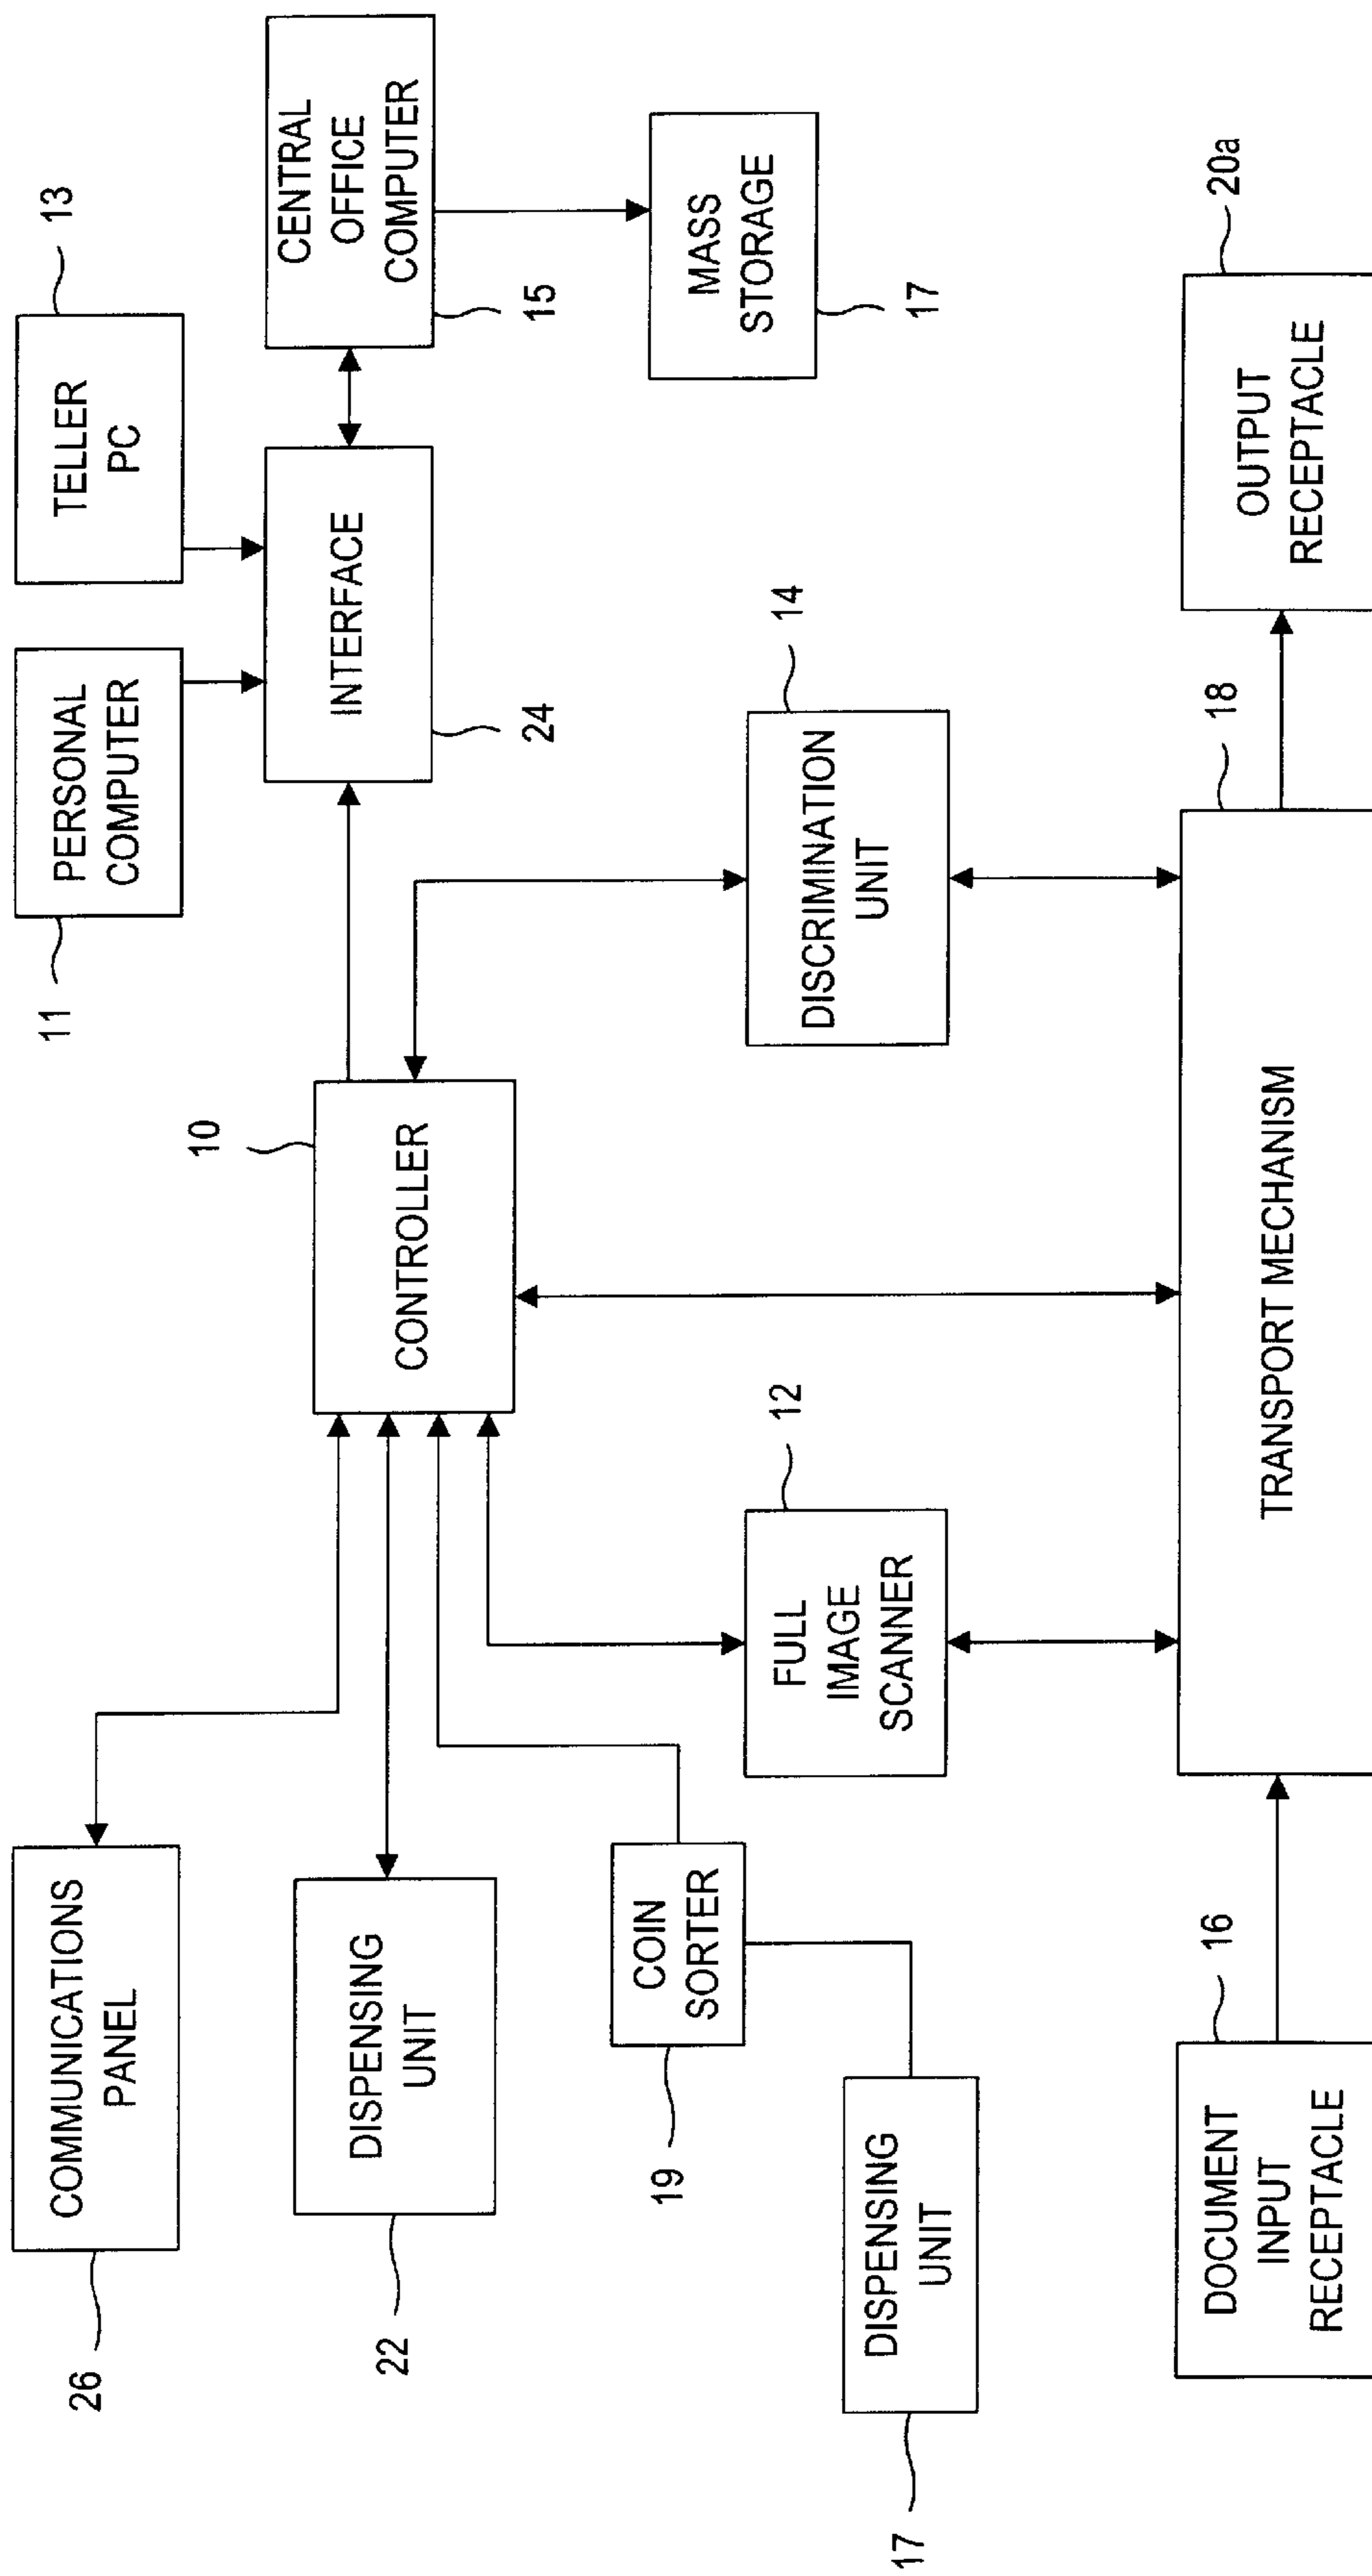 COMMUNICATIONS
PANEL
26
DISPENSING
UNIT
22
COIN
SORTER
19
DISPENSING
UNIT
17
DOCUMENT
INPUT
RECEPTACLE
16
FULL
IMAGE
SCANNER
12
CONTROLLER
10
TRANSPORT MECHANISM
18
DISCRIMINATION
UNIT
14
PERSONAL
COMPUTER
11
TELLER
PC
13
INTERFACE
24
CENTRAL
OFFICE
COMPUTER
15
MASS
STORAGE
17
OUTPUT
RECEPTACLE
20a